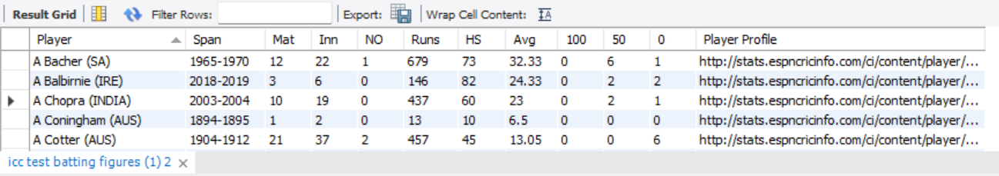 Result Grid Filter Rows: Export: Wrap Cell Content: IA
Player Span Mat Inn NO Runs HS Avg 100 50 0 Player Profile
A Bacher (SA) 1965-1970 12 22 1 679 73 32.33 0 6 1 http://stats.espncricinfo.com/ci/content/player/...
A Balbirnie (IRE) 2018-2019 3 6 0 146 82 24.33 0 2 2 http://stats.espncricinfo.com/ci/content/player/...
A Chopra (INDIA) 2003-2004 10 19 0 437 60 23 0 2 1 http://stats.espncricinfo.com/ci/content/player/...
A Coningham (AUS) 1894-1895 1 2 0 13 10 6.5 0 0 0 http://stats.espncricinfo.com/ci/content/player/...
A Cotter (AUS) 1904-1912 21 37 2 457 45 13.05 0 0 6 http://stats.espncricinfo.com/ci/content/player/...
icc test batting figures (1) 2